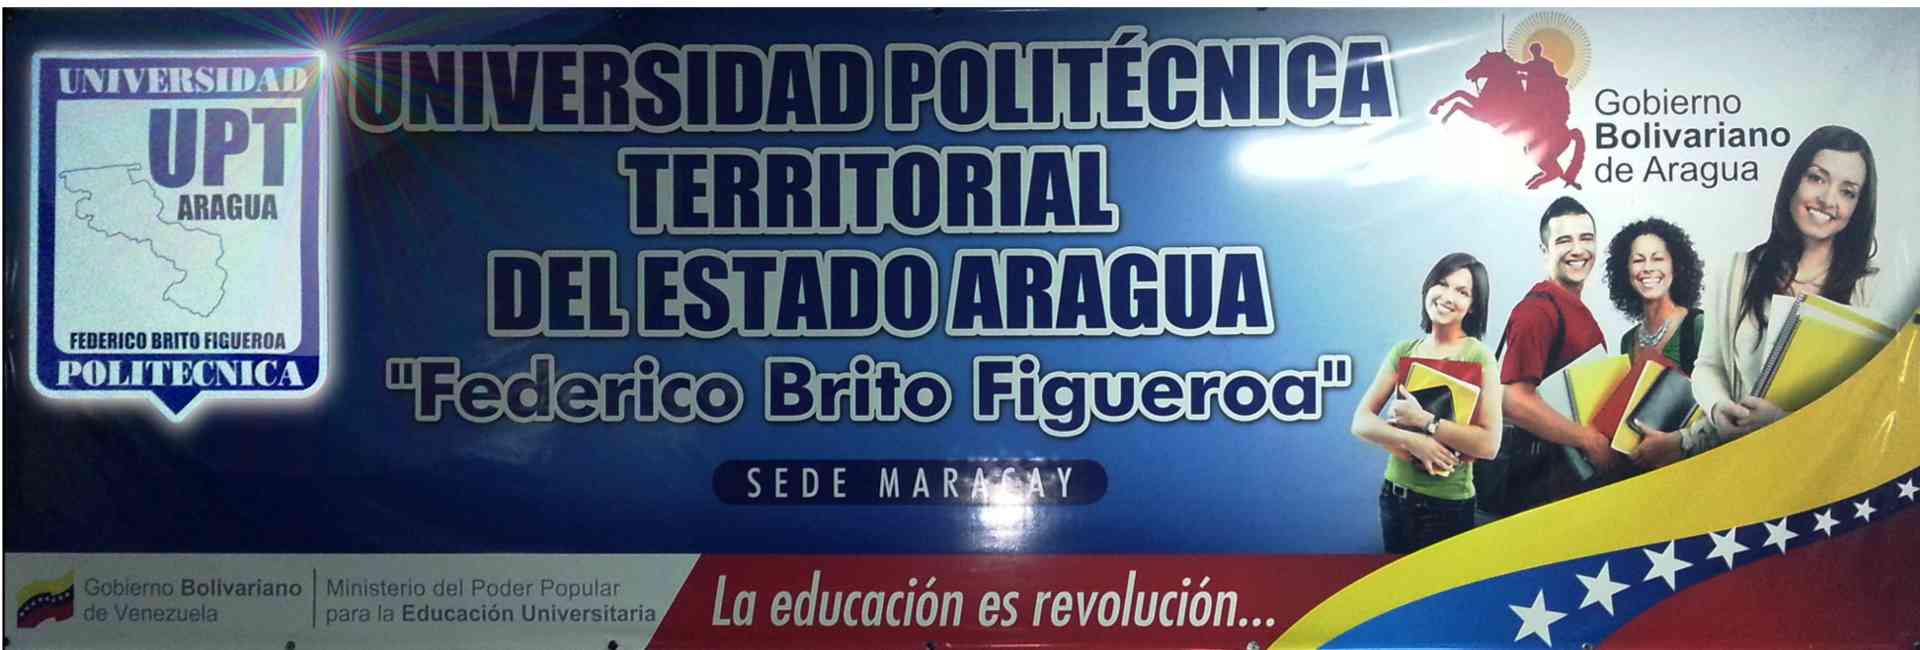 UNIVERSIDAD
UPT
ARAGUA
FEDERICO BRITO FIGUEROA
POLITECNICA
UNIVERSIDAD POLITÉCNICA
TERRITORIAL
DEL ESTADO ARAGUA
"Federico Brito Figueroa"
SEDE MARACAY
Gobierno
Bolivariano
de Aragua
Gobierno Bolivariano
de Venezuela
Ministerio del Poder Popular
para la Educación Universitaria
La educación es revolución...